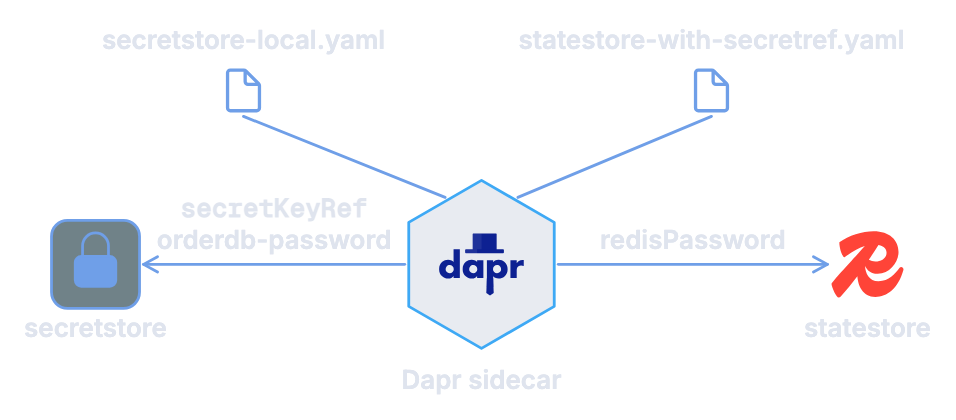 secretstore-local.yaml
statestore-with-secretref.yaml
secretKeyRef
orderdb-password
redisPassword
dapr
secretstore
statestore
Dapr sidecar